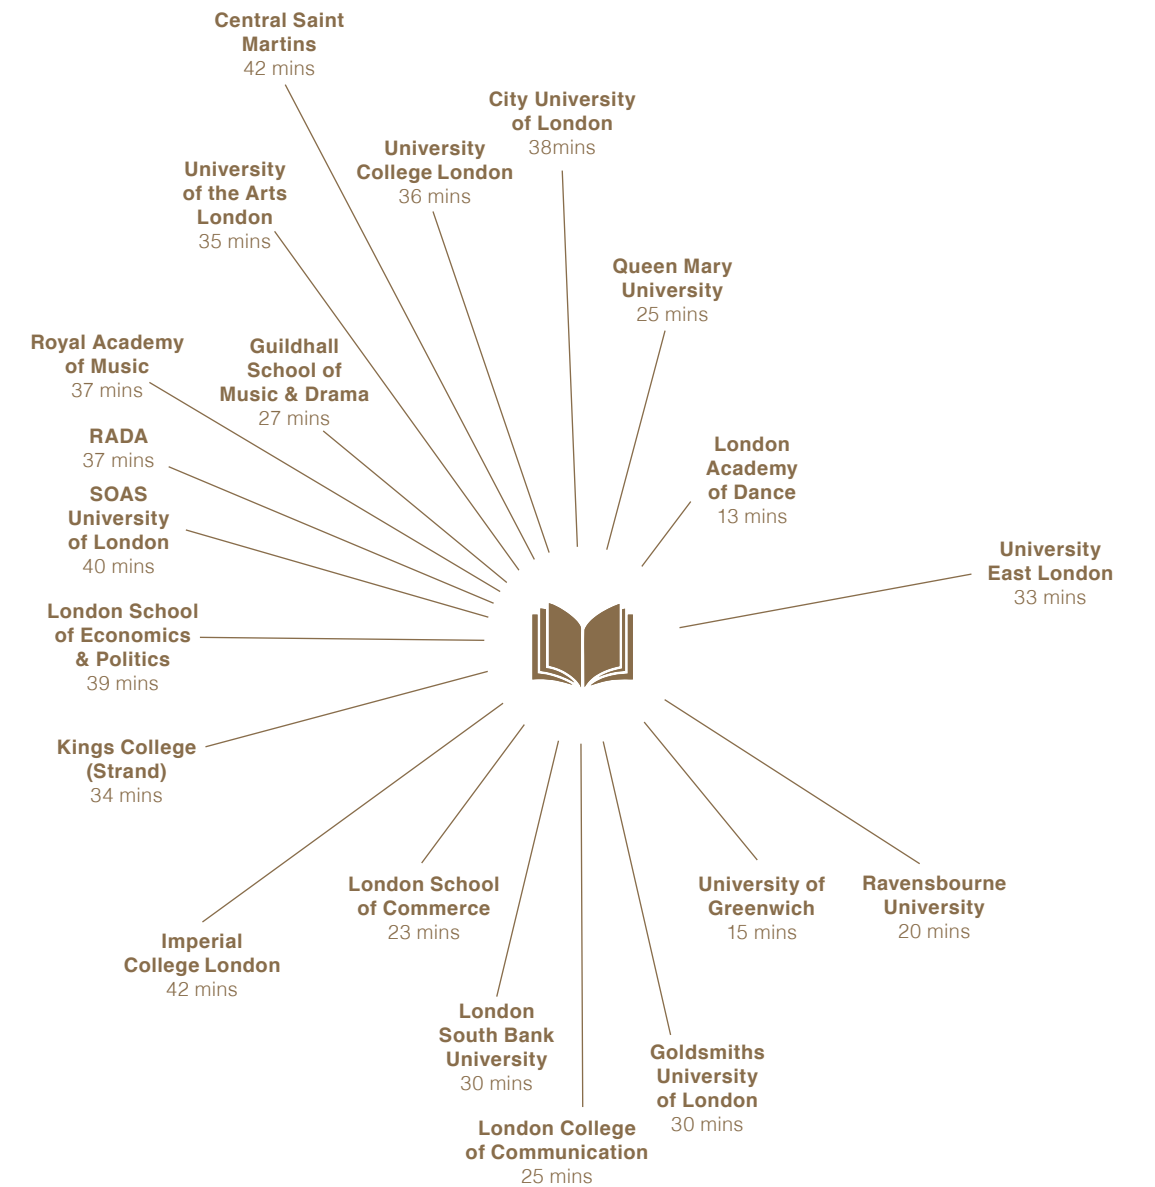 Central Saint
Martins
42 mins
City University
of London
38mins
University
College London
36 mins
University
of the Arts
London
35 mins
Queen Mary
University
25 mins
Royal Academy
of Music
37 mins
Guildhall
School of
Music & Drama
27 mins
RADA
37 mins
London
Academy
of Dance
13 mins
SOAS
University
of London
40 mins
University
East London
33 mins
London School
of Economics
& Politics
39 mins
Kings College
(Strand)
34 mins
London School
of Commerce
23 mins
University of
Greenwich
15 mins
Ravensbourne
University
20 mins
Imperial
College London
42 mins
London
South Bank
University
30 mins
Goldsmiths
University
of London
30 mins
London College
of Communication
25 mins